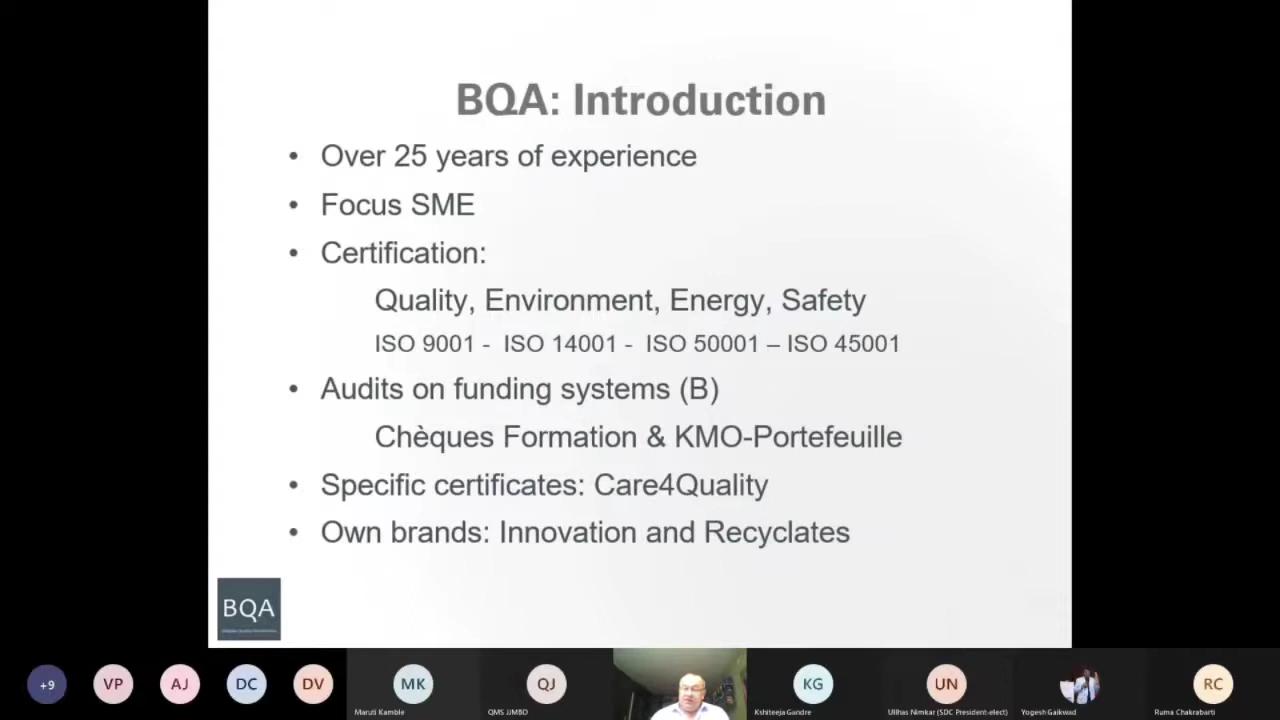 BQA: Introduction
• Over 25 years of experience
• Focus SME
• Certification:
Quality, Environment, Energy, Safety
ISO 9001 - ISO 14001 - ISO 50001 – ISO 45001
• Audits on funding systems (B)
Chèques Formation & KMO-Portefeuille
• Specific certificates: Care4Quality
• Own brands: Innovation and Recyclates
BQA
+9
VP
AJ
DC
DV
MK
QJ
KG
UN
RC
Maruti Kamble
QMS JJMBD
Kshiteeja Gandre
Ullhas Nimkar (SDC President-elect)
Yogesh Gaikwad
Ruma Chakrabarti